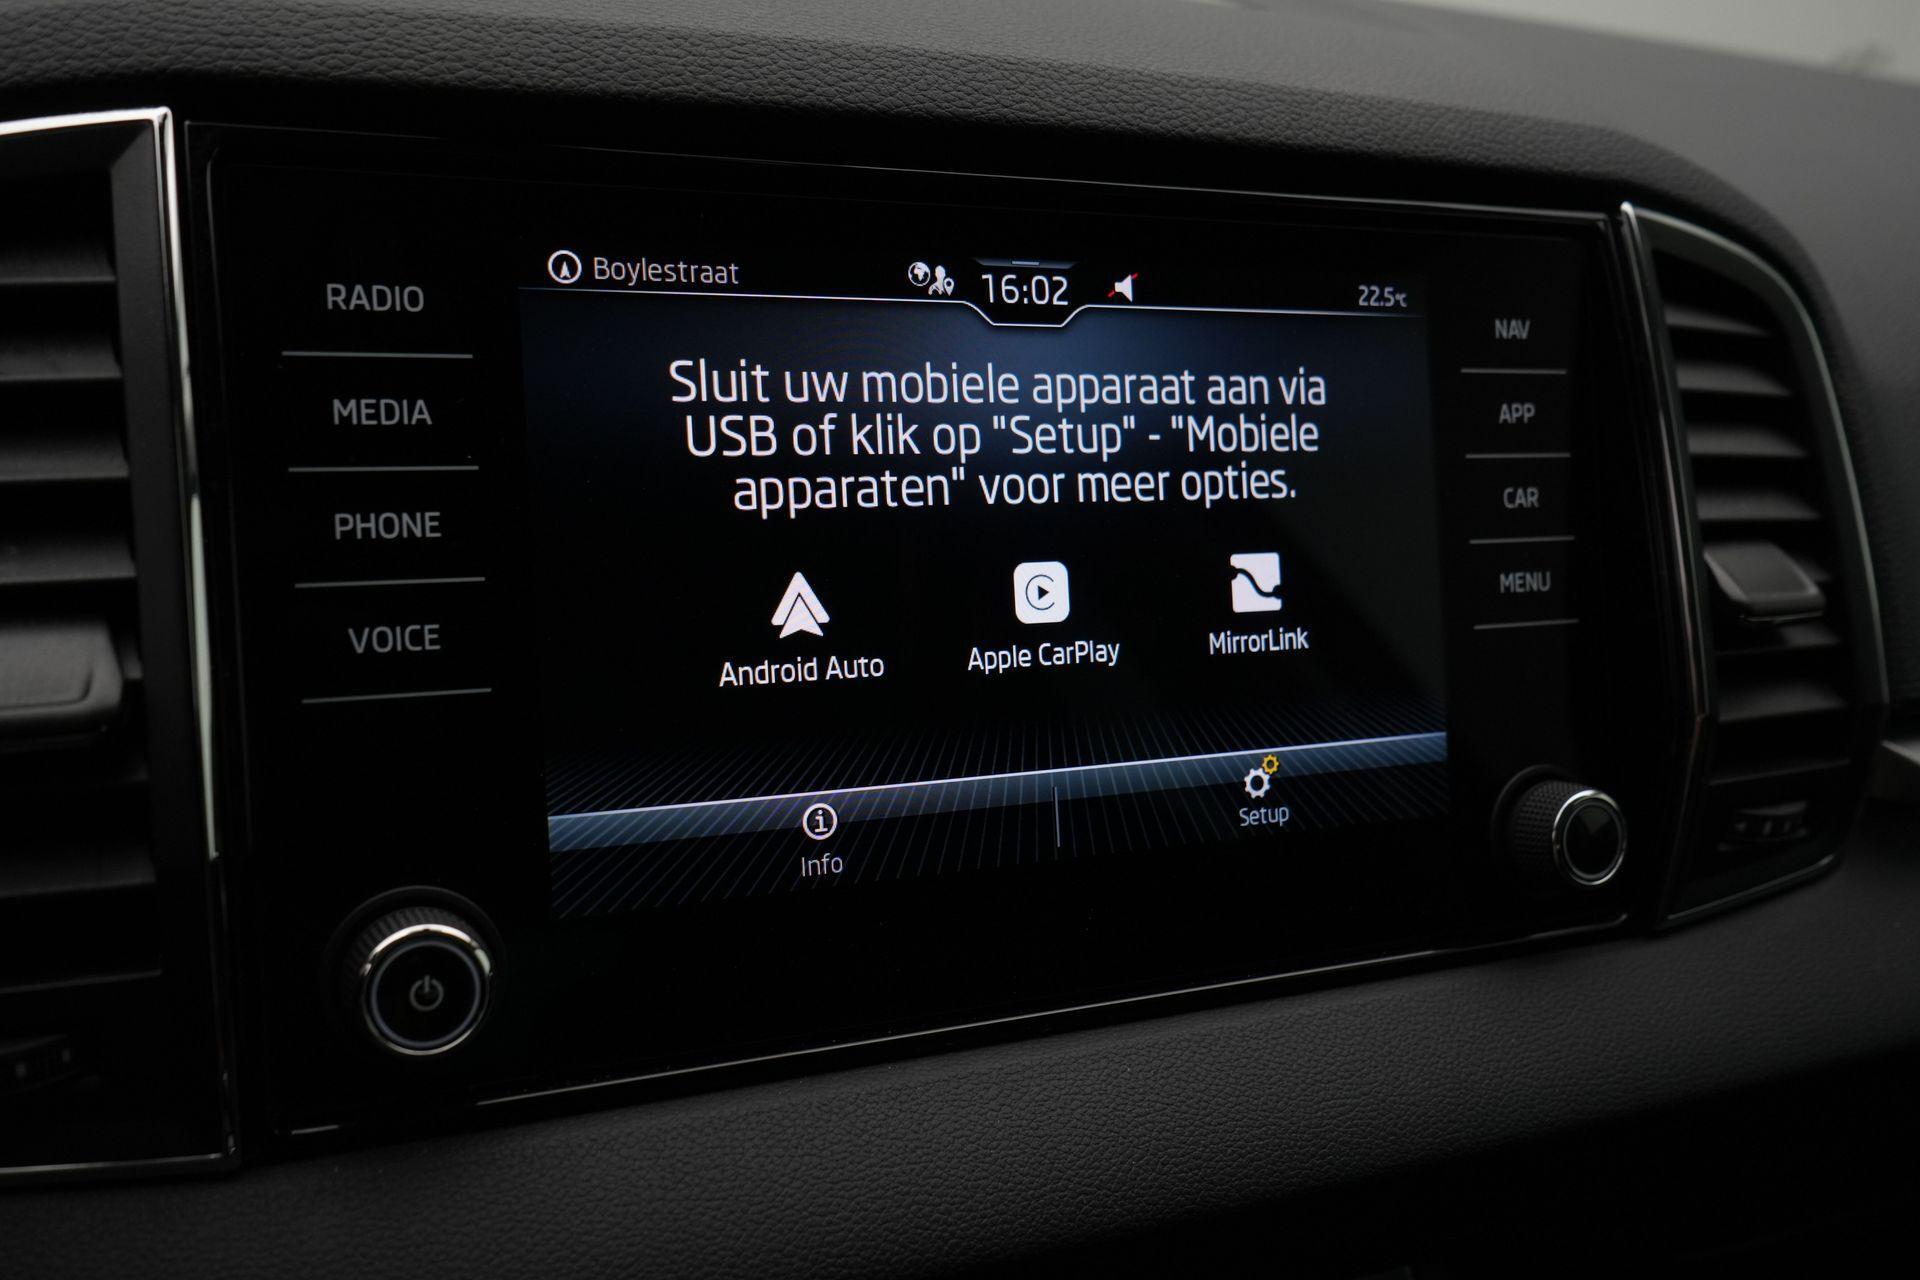 Boylestraat
16:02
22.5°C
RADIO
MEDIA
PHONE
VOICE
Sluit uw mobiele apparaat aan via
USB of klik op "Setup" - "Mobiele
apparaten" voor meer opties.
Android Auto
Apple CarPlay
MirrorLink
Info
Setup
NAV
APP
CAR
MENU